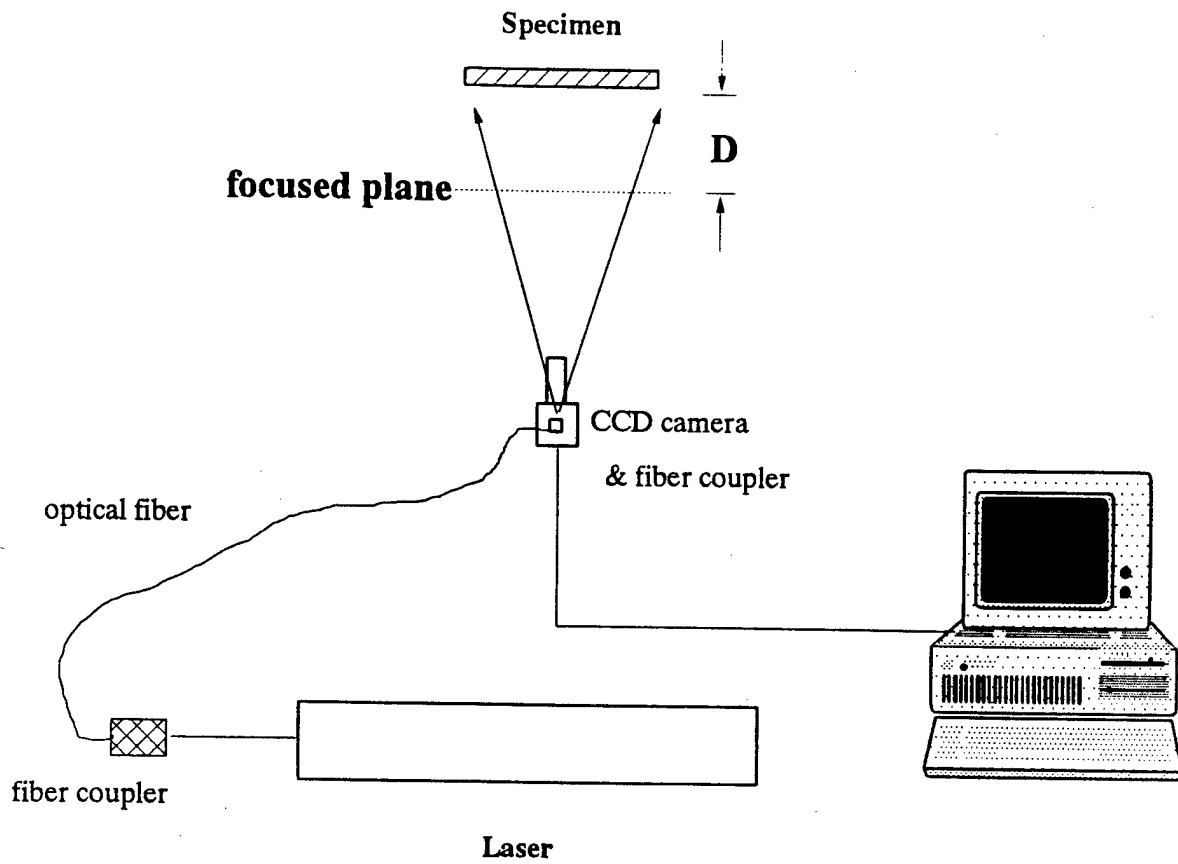 Specimen
D
focused plane
CCD camera
& fiber coupler
optical fiber
fiber coupler
Laser